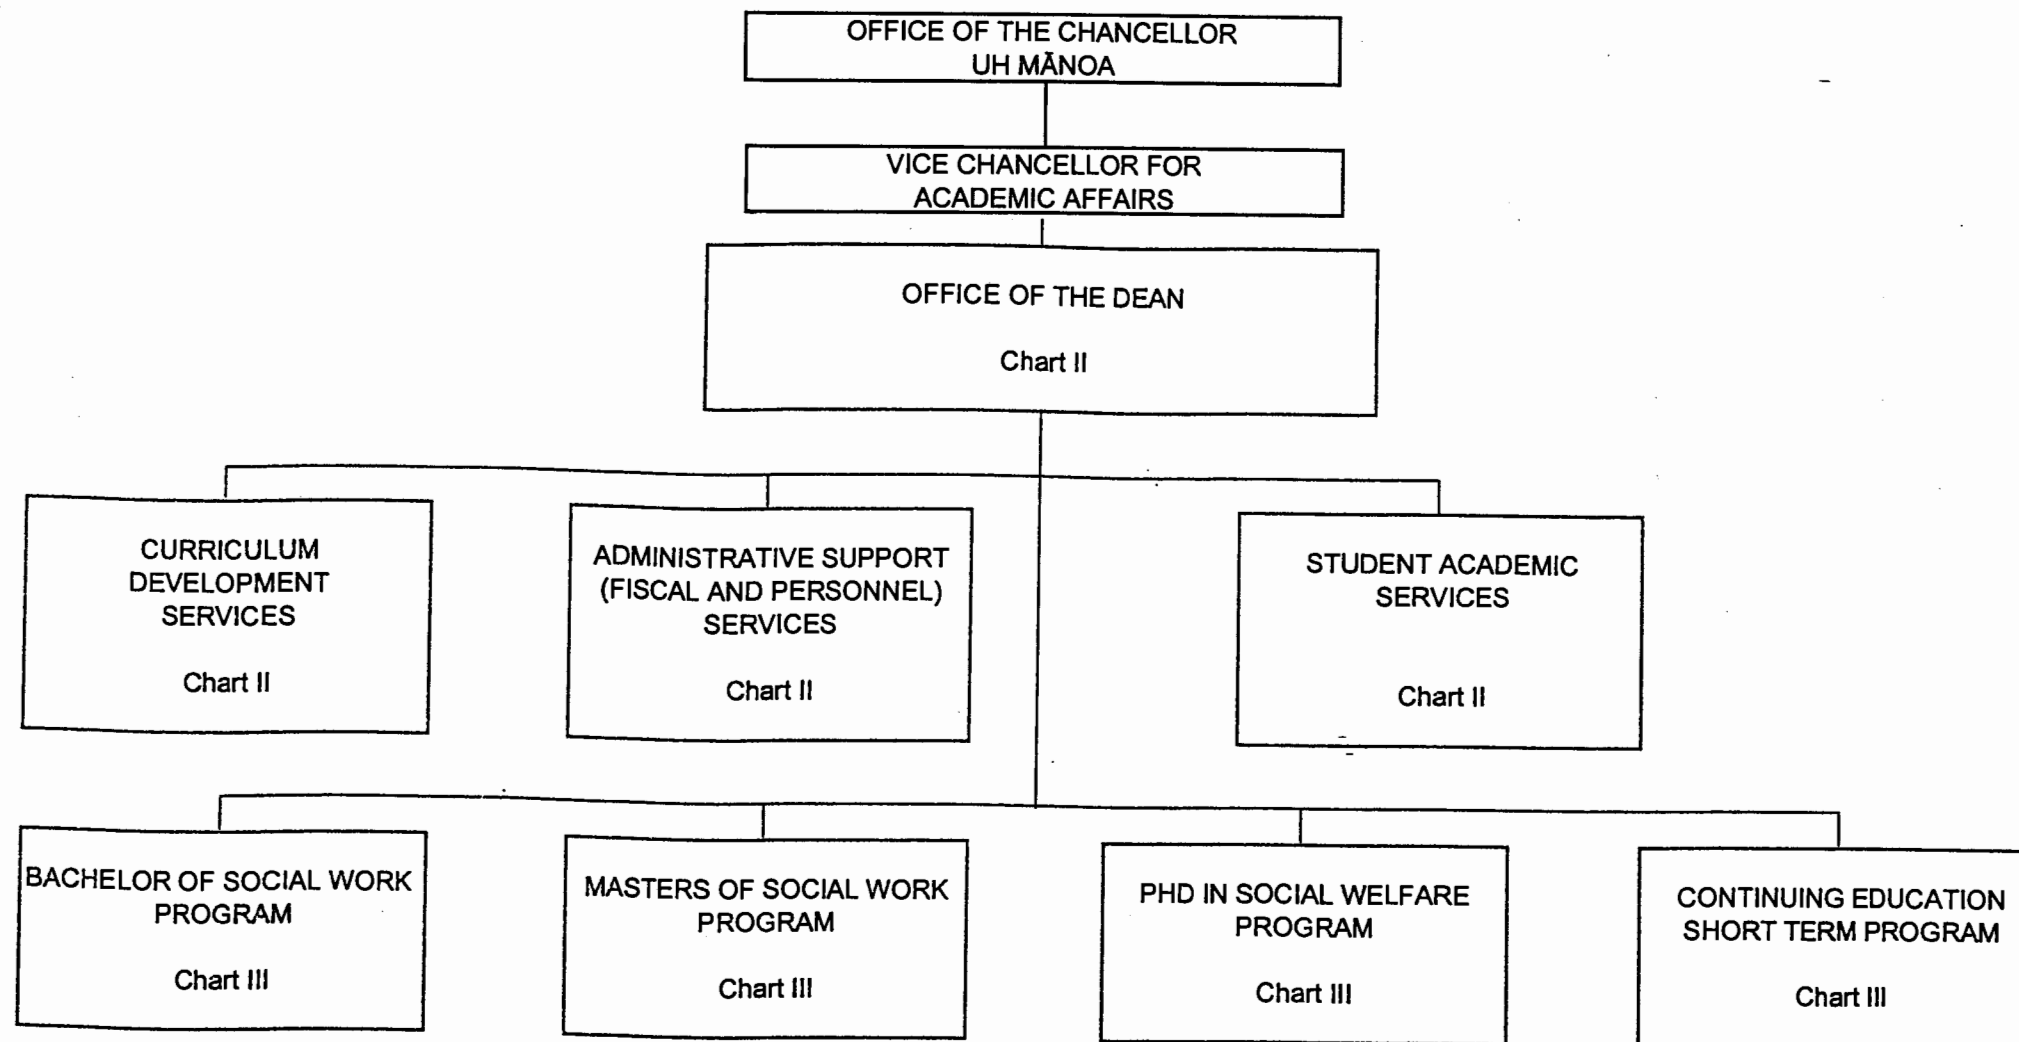 OFFICE OF THE CHANCELLOR
UH MĀNOA
VICE CHANCELLOR FOR
ACADEMIC AFFAIRS
OFFICE OF THE DEAN
Chart II
CURRICULUM
DEVELOPMENT
SERVICES
Chart II
ADMINISTRATIVE SUPPORT
(FISCAL AND PERSONNEL)
SERVICES
Chart II
STUDENT ACADEMIC
SERVICES
Chart II
BACHELOR OF SOCIAL WORK
PROGRAM
Chart III
MASTERS OF SOCIAL WORK
PROGRAM
Chart III
PHD IN SOCIAL WELFARE
PROGRAM
Chart III
CONTINUING EDUCATION
SHORT TERM PROGRAM
Chart III